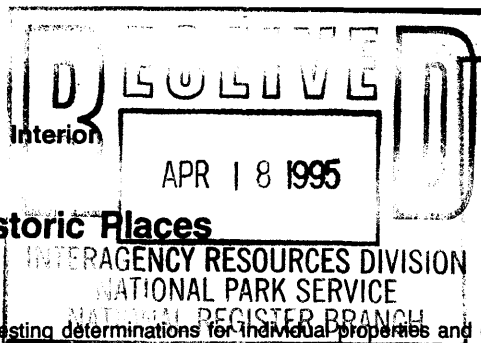 RECEIVED
Interior
APR 18 1995
storic Places
INTERAGENCY RESOURCES DIVISION
NATIONAL PARK SERVICE
NATIONAL REGISTER BRANCH
esting determinations for individual properties and